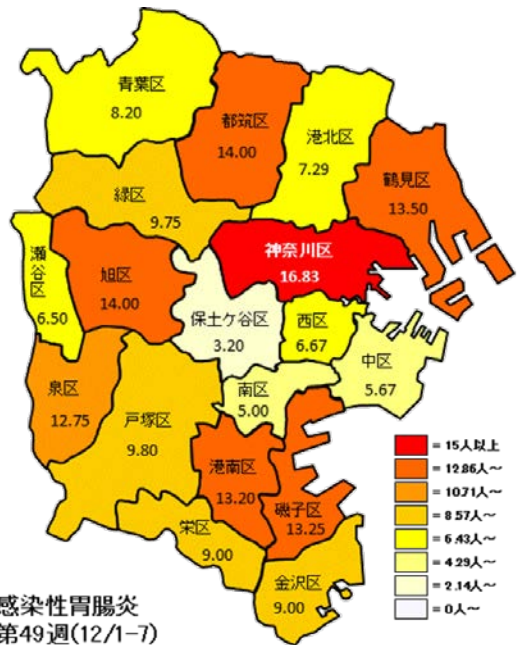 青葉区
8.20
都筑区
14.00
港北区
7.29
鶴見区
13.50
緑区
9.75
神奈川区
16.83
瀬谷区
6.50
旭区
14.00
保土ケ谷区
3.20
西区
6.67
中区
5.67
泉区
12.75
戸塚区
9.80
南区
5.00
港南区
13.20
磯子区
13.25
栄区
9.00
金沢区
9.00
= 15人以上
= 12.86人～
= 10.71人～
= 8.57人～
= 6.43人～
= 4.29人～
= 2.14人～
= 0人～
感染性胃腸炎
第49週(12/1-7)